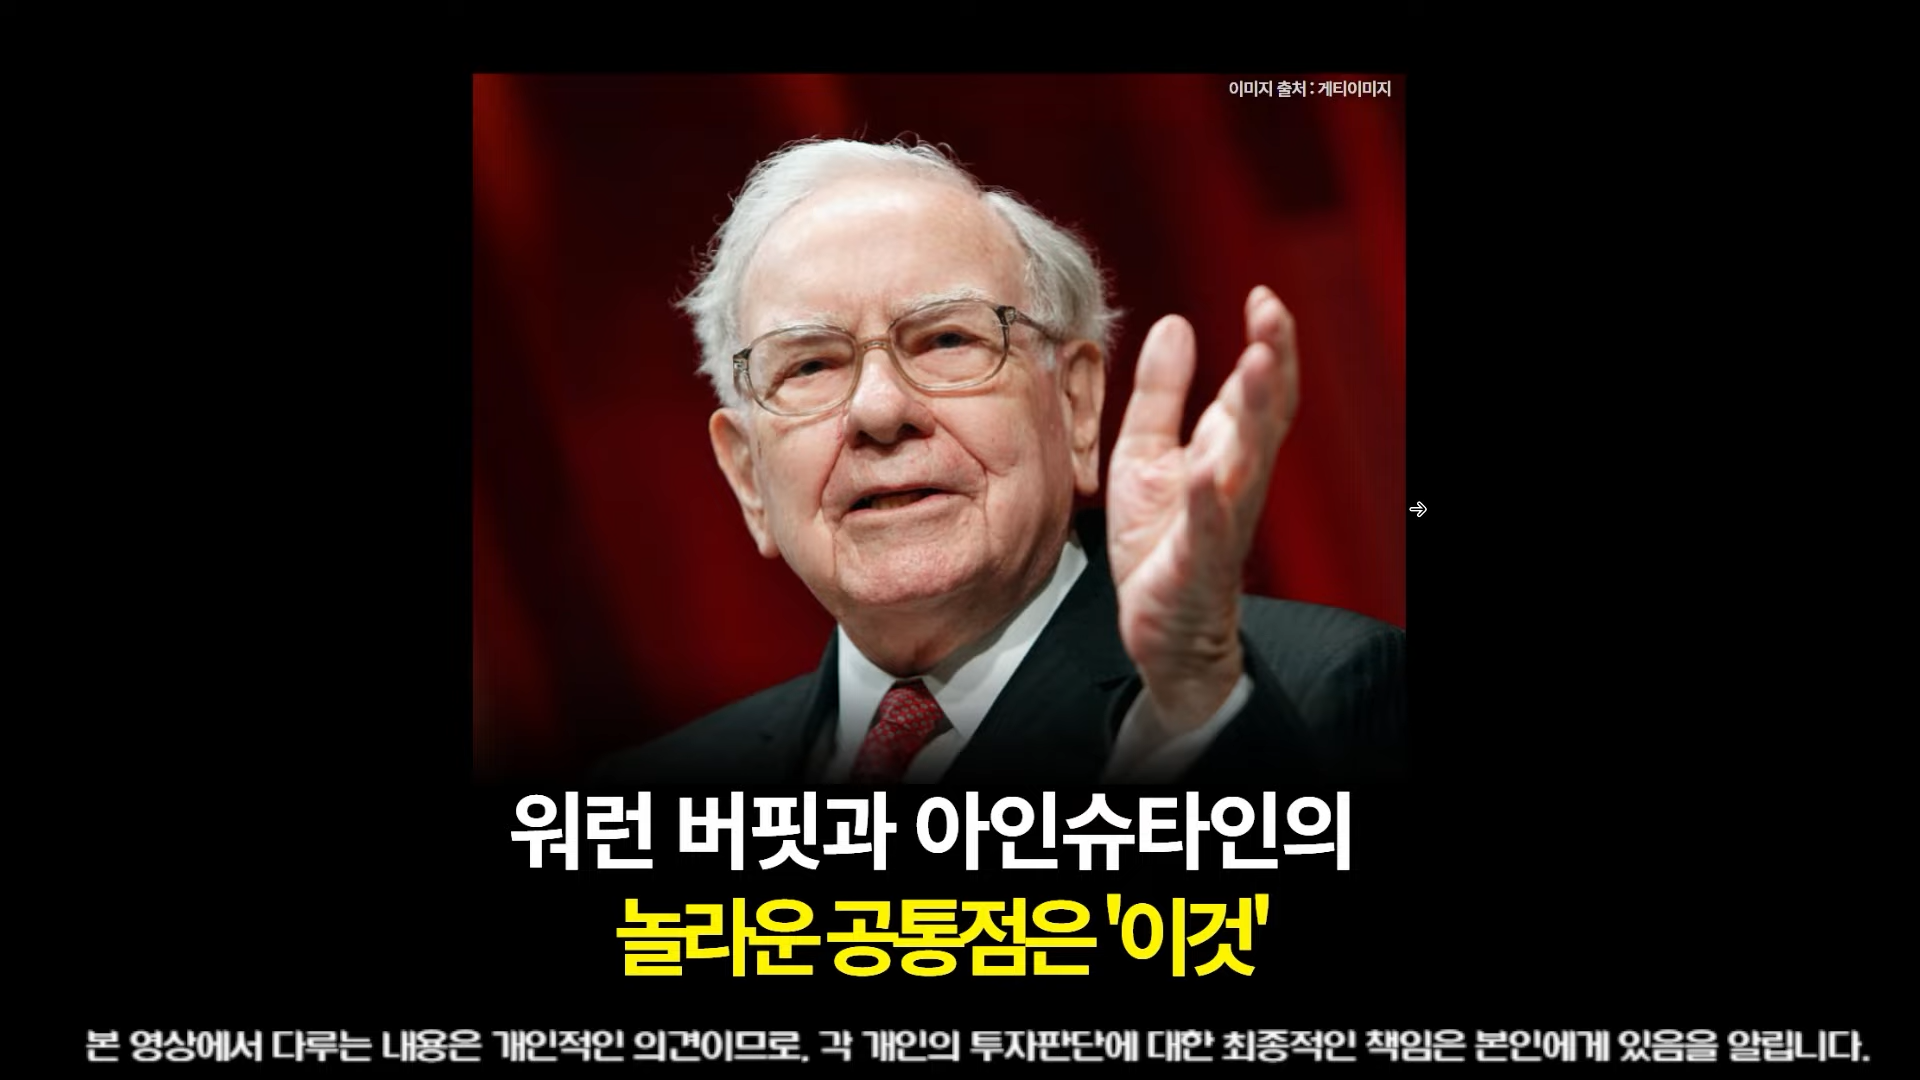 이미지 출처 : 게티이미지
워런 버핏과 아인슈타인의
놀라운 공통점은 '이것'
본 영상에서 다루는 내용은 개인적인 의견이므로, 각 개인의 투자판단에 대한 최종적인 책임은 본인에게 있음을 알립니다.